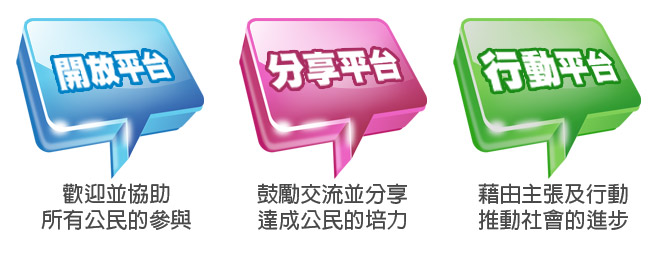 開放平台
歡迎並協助
所有公民的參與
分享平台
鼓勵交流並分享
達成公民的培力
行動平台
藉由主張及行動
推動社會的進步